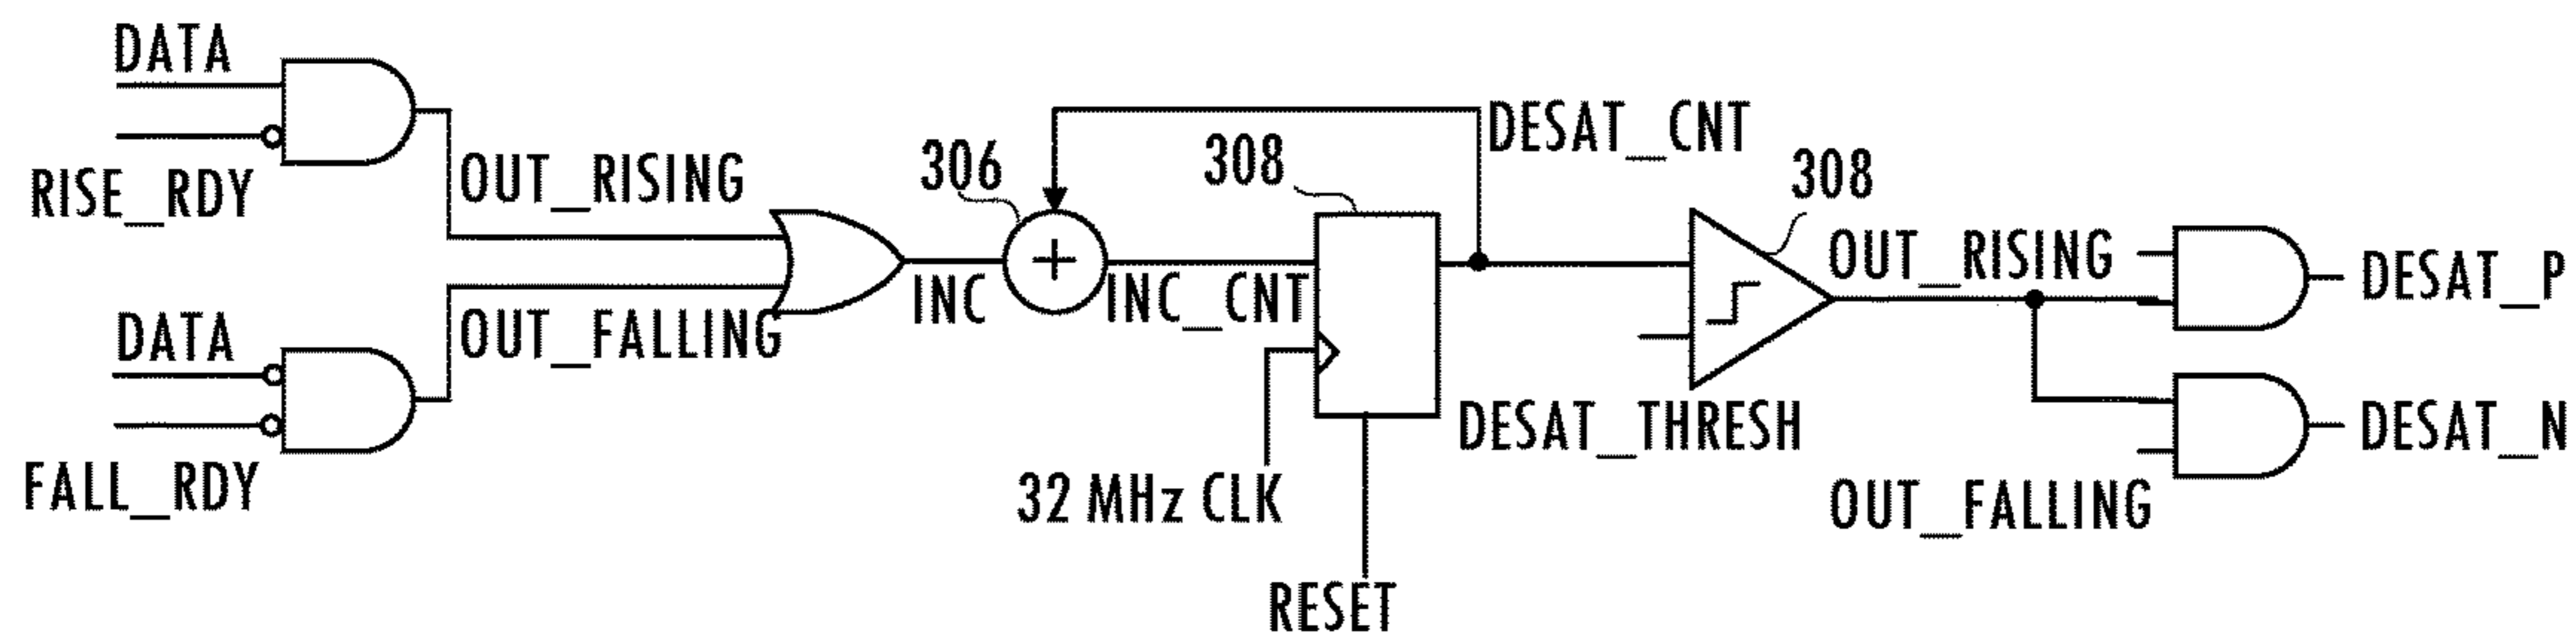 DATA
RISE_RDY
OUT_RISING
DATA
FALL_RDY
OUT_FALLING
INC
306
INC_CNT
308
32 MHz CLK
RESET
DESAT_CNT
DESAT_THRESH
308
OUT_RISING
OUT_FALLING
DESAT_P
DESAT_N